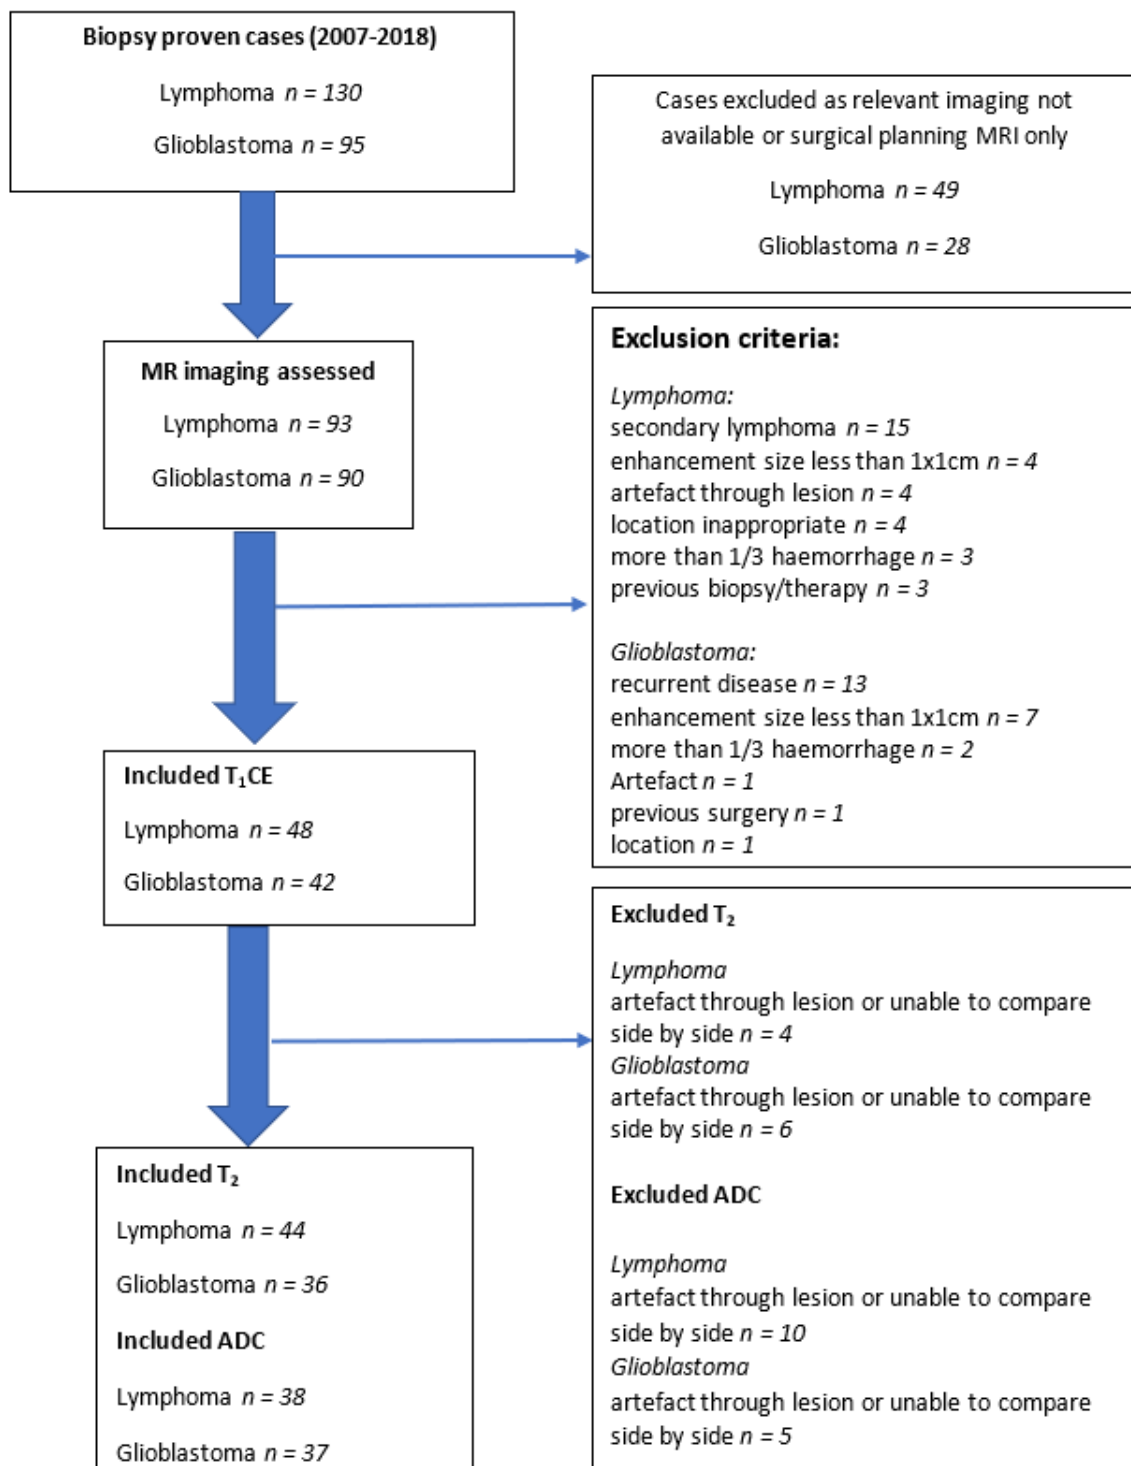 Biopsy proven cases (2007-2018)
Lymphoma n = 130
Glioblastoma n = 95
Cases excluded as relevant imaging not
available or surgical planning MRI only
Lymphoma n = 49
Glioblastoma n = 28
MR imaging assessed
Lymphoma n = 93
Glioblastoma n = 90
Exclusion criteria:
Lymphoma:
secondary lymphoma n = 15
enhancement size less than 1x1cm n = 4
artefact through lesion n = 4
location inappropriate n = 4
more than 1/3 haemorrhage n = 3
previous biopsy/therapy n = 3
Glioblastoma:
recurrent disease n = 13
enhancement size less than 1x1cm n = 7
more than 1/3 haemorrhage n = 2
Artefact n = 1
previous surgery n = 1
location n = 1
Included T₁CE
Lymphoma n = 48
Glioblastoma n = 42
Excluded T₂
Lymphoma
artefact through lesion or unable to compare
side by side n = 4
Glioblastoma
artefact through lesion or unable to compare
side by side n = 6
Excluded ADC
Lymphoma
artefact through lesion or unable to compare
side by side n = 10
Glioblastoma
artefact through lesion or unable to compare
side by side n = 5
Included T₂
Lymphoma n = 44
Glioblastoma n = 36
Included ADC
Lymphoma n = 38
Glioblastoma n = 37